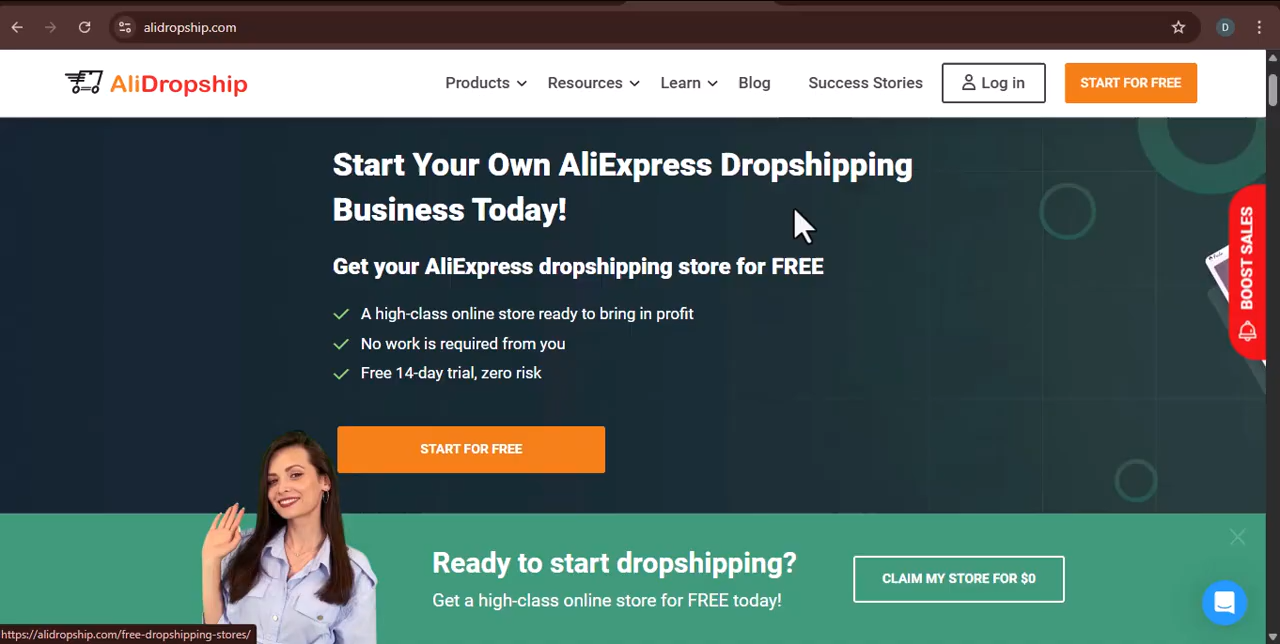 alidropship.com
D
AliDropship
Products
Resources
Learn
Blog
Success Stories
Log in
START FOR FREE
Start Your Own AliExpress Dropshipping
Business Today!
Get your AliExpress dropshipping store for FREE
A high-class online store ready to bring in profit
No work is required from you
Free 14-day trial, zero risk
START FOR FREE
BOOST SALES
Ready to start dropshipping?
Get a high-class online store for FREE today!
CLAIM MY STORE FOR $0
https://alidropship.com/free-dropshipping-stores/